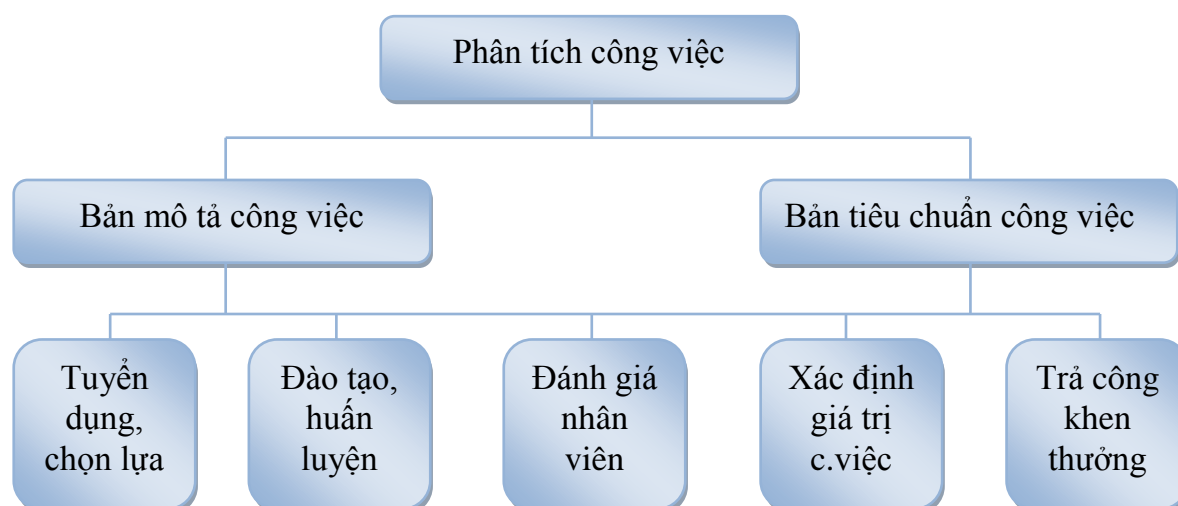 Phân tích công việc
Bản mô tả công việc
Bản tiêu chuẩn công việc
Tuyển
dụng,
chọn lựa
Đào tạo,
huấn
luyện
Đánh giá
nhân
viên
Xác định
giá trị
c.việc
Trả công
khen
thưởng